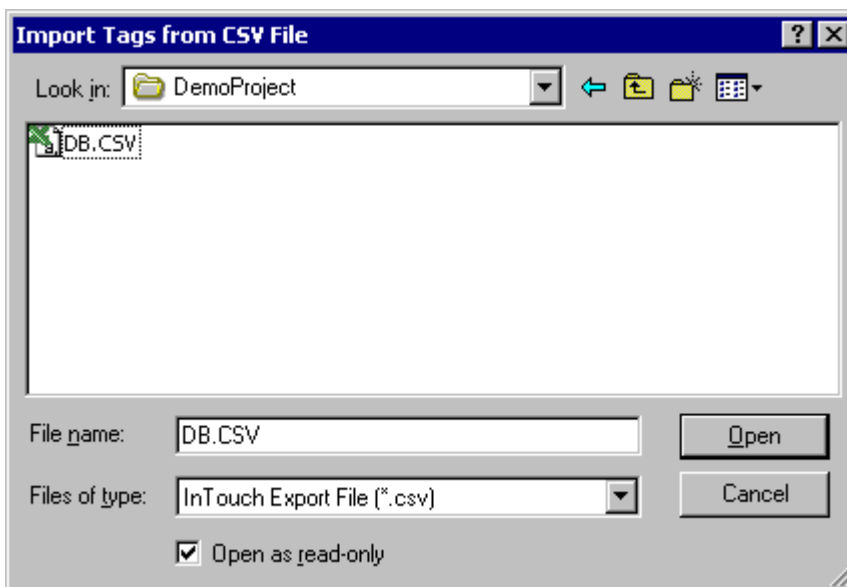 Import Tags from CSV File
Look in: DemoProject
DB.CSV
File name: DB.CSV Open
Files of type: InTouch Export File (*.csv) Cancel
Open as read-only